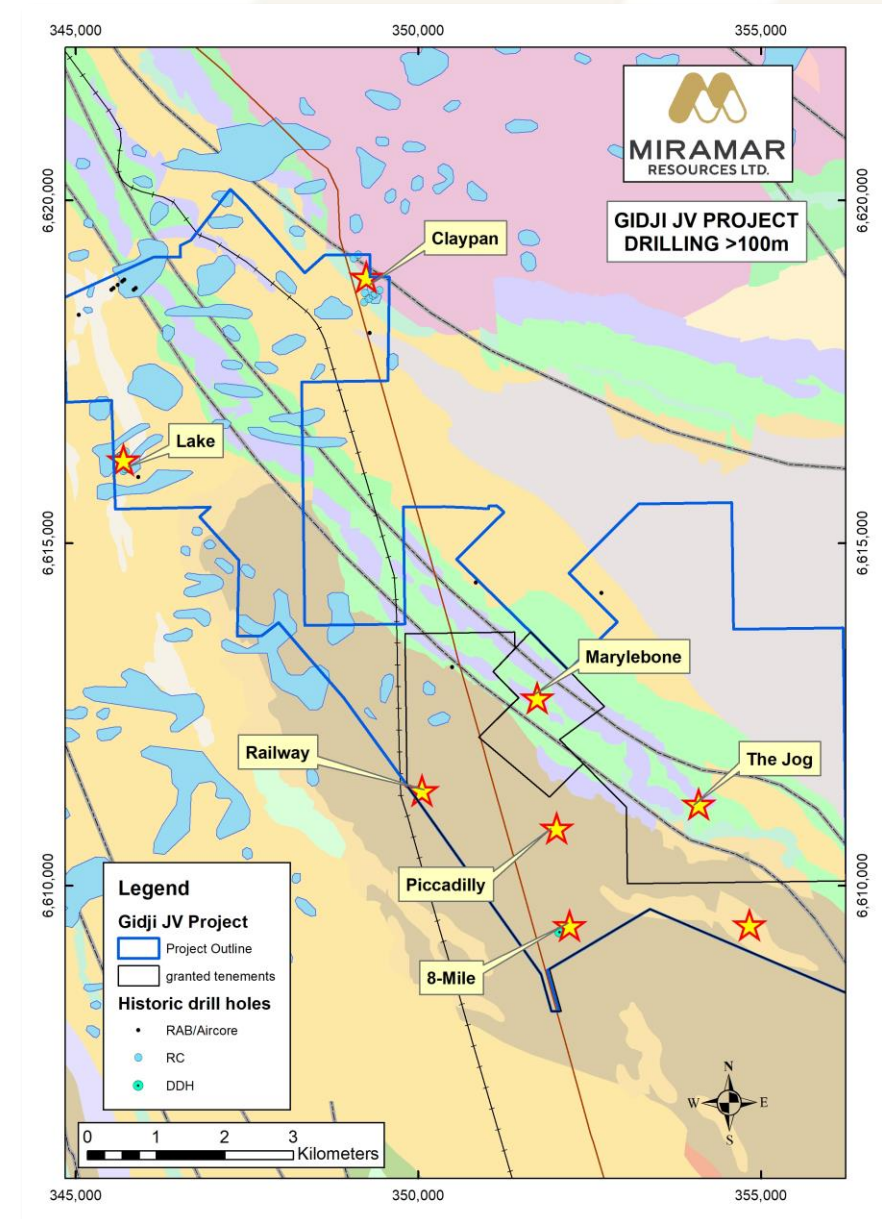 345,000
350,000
355,000
MIRAMAR
RESOURCES LTD.
6,620,000
6,620,000
GIDJI JV PROJECT
DRILLING >100m
Claypan
Lake
6,615,000
6,615,000
Marylebone
Railway
The Jog
Piccadilly
6,610,000
6,610,000
8-Mile
Legend
Gidji JV Project
Project Outline
granted tenements
Historic drill holes
RAB/Aircore
RC
DDH
N
W
E
S
0 1 2 3
Kilometers
345,000
350,000
355,000